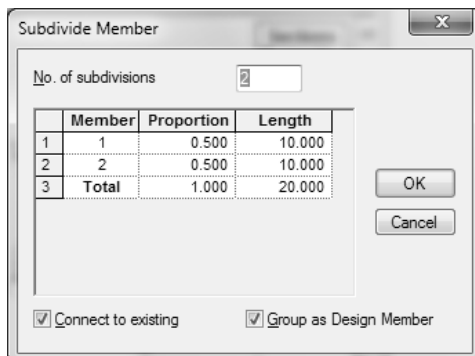 Subdivide Member
No. of subdivisions 2
Member Proportion Length
1 1 0.500 10.000
2 2 0.500 10.000
3 Total 1.000 20.000
OK
Cancel
Connect to existing Group as Design Member